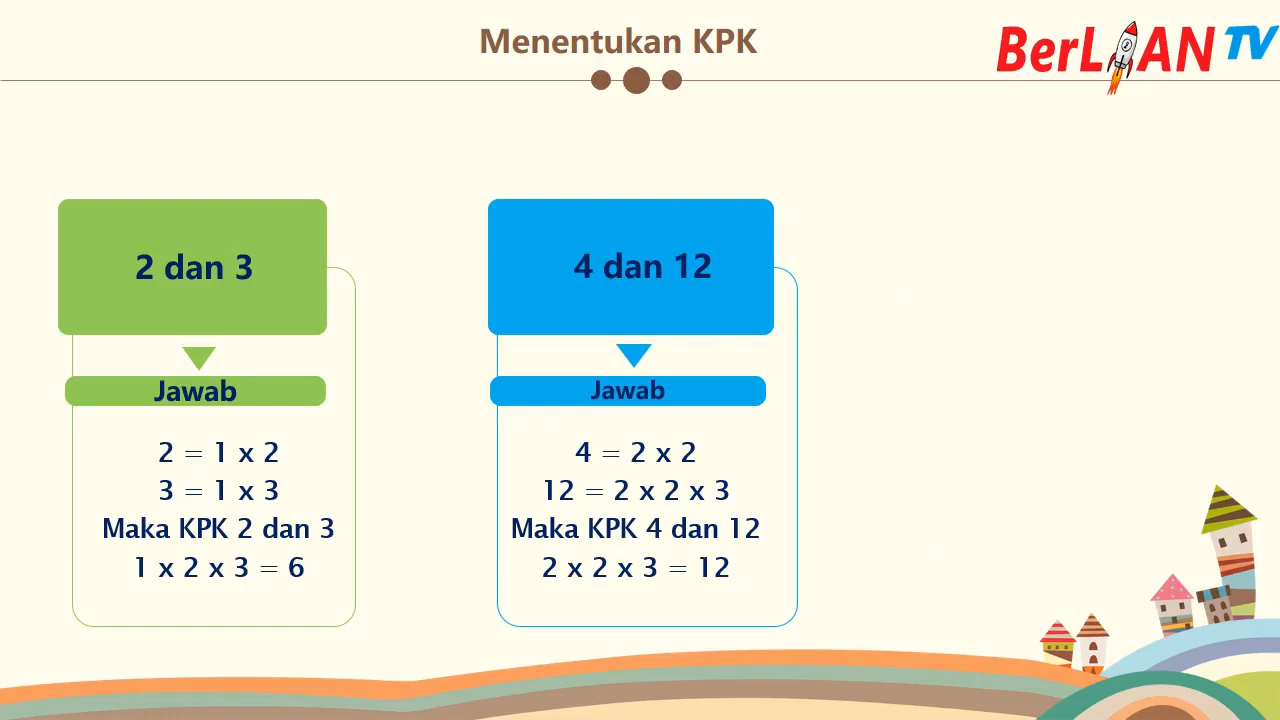 Menentukan KPK
BerLIAN TV
2 dan 3
Jawab
2 = 1 x 2
3 = 1 x 3
Maka KPK 2 dan 3
1 x 2 x 3 = 6
4 dan 12
Jawab
4 = 2 x 2
12 = 2 x 2 x 3
Maka KPK 4 dan 12
2 x 2 x 3 = 12